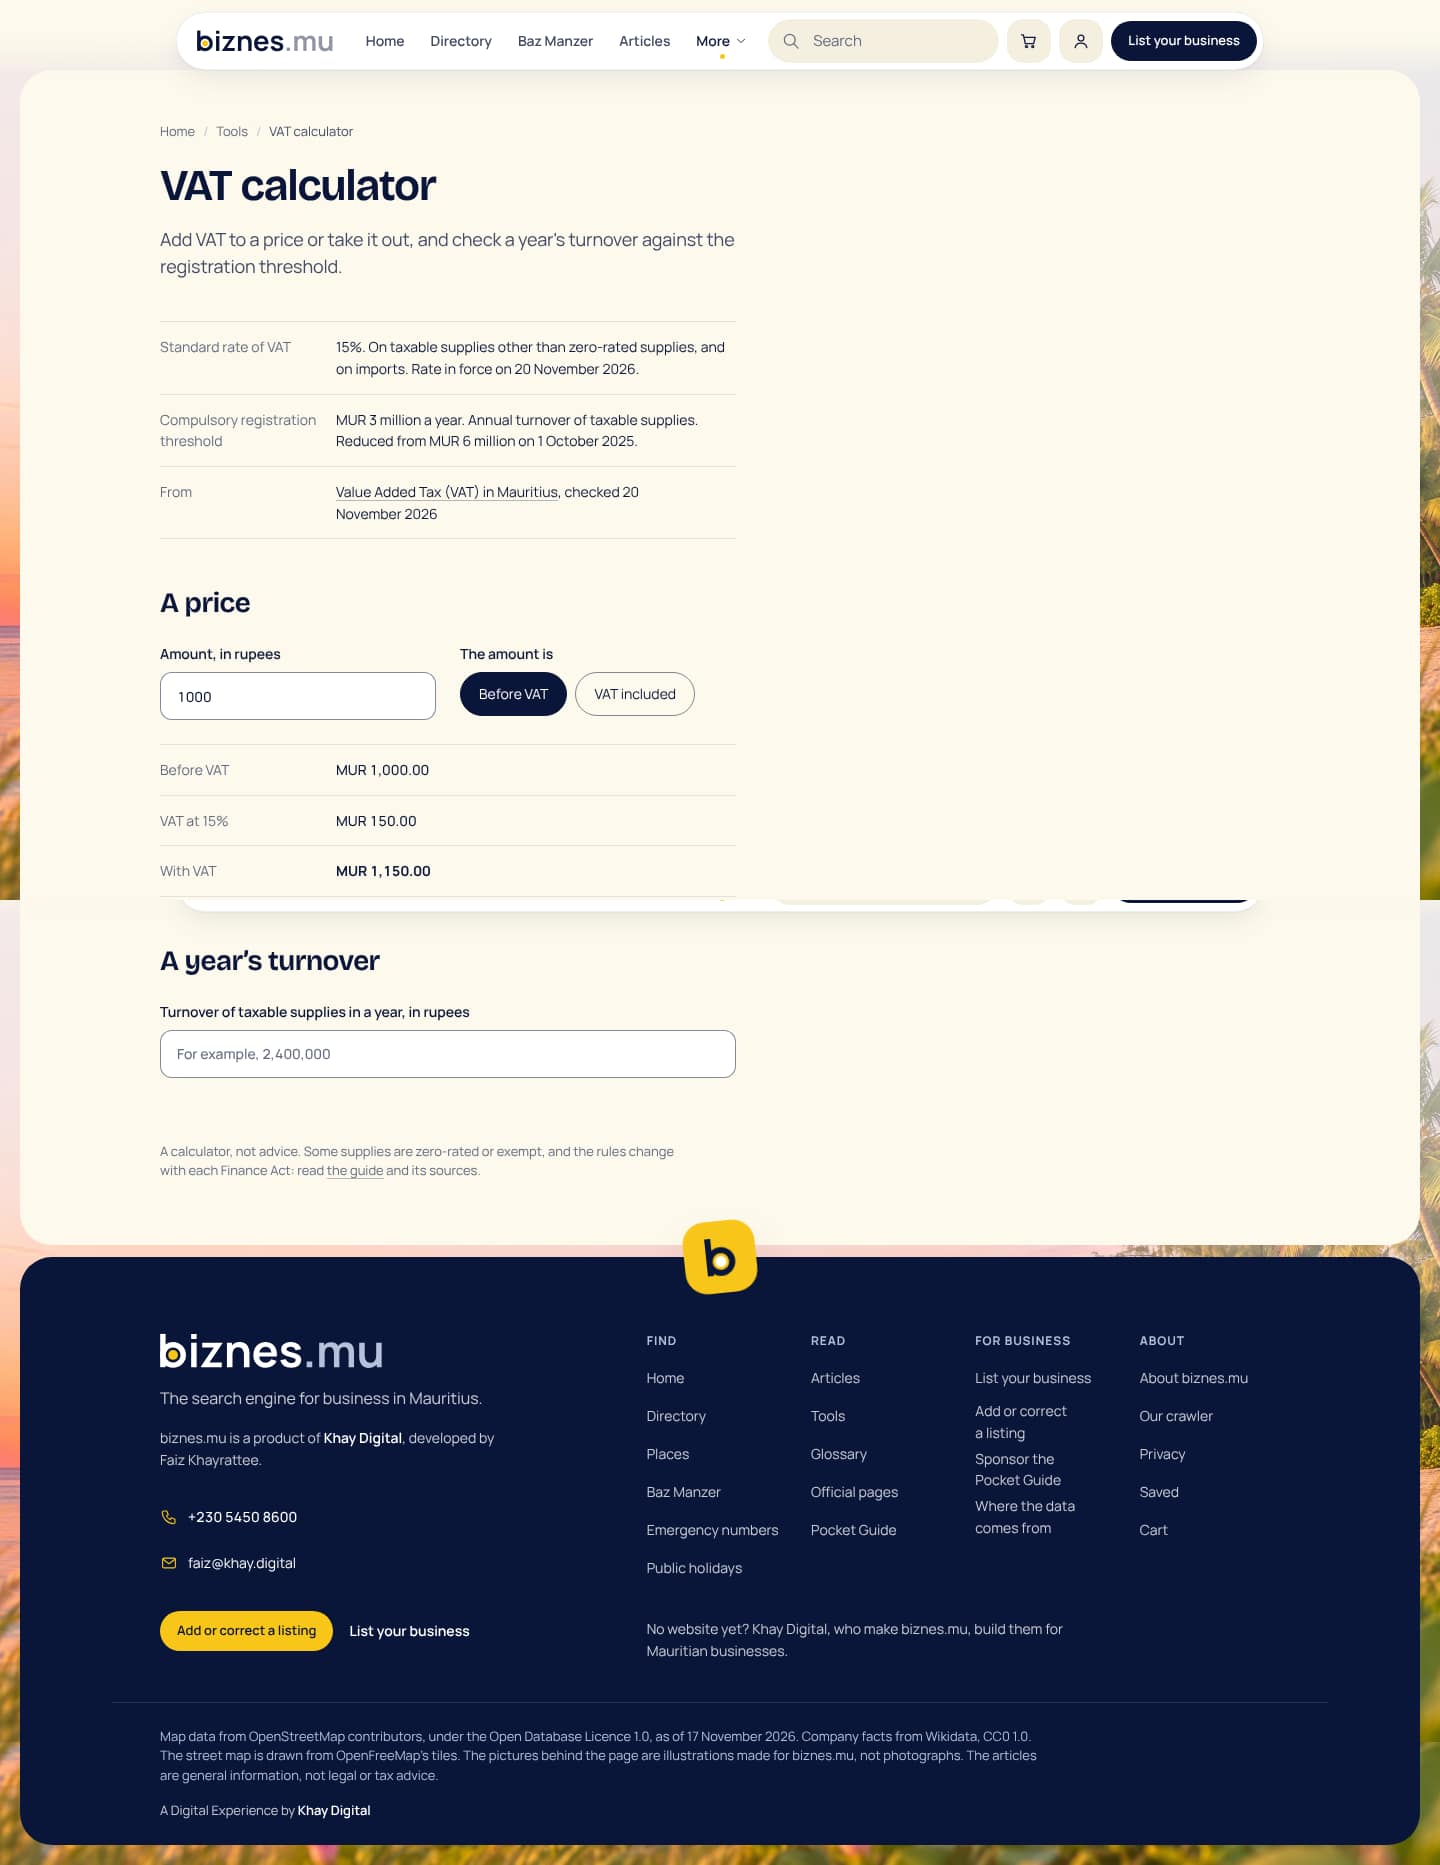 biznes.mu
Home
Directory
Baz Manzer
Articles
More
Search
List your business
Home / Tools / VAT calculator
VAT calculator
Add VAT to a price or take it out, and check a year's turnover against the
registration threshold.
Standard rate of VAT
15%. On taxable supplies other than zero-rated supplies, and
on imports. Rate in force on 20 November 2026.
Compulsory registration
threshold
MUR 3 million a year. Annual turnover of taxable supplies.
Reduced from MUR 6 million on 1 October 2025.
From
Value Added Tax (VAT) in Mauritius, checked 20
November 2026
A price
Amount, in rupees
1000
The amount is
Before VAT
VAT included
Before VAT
MUR 1,000.00
VAT at 15%
MUR 150.00
With VAT
MUR 1,150.00
A year's turnover
Turnover of taxable supplies in a year, in rupees
For example, 2,400,000
A calculator, not advice. Some supplies are zero-rated or exempt, and the rules change
with each Finance Act: read the guide and its sources.
b
biznes.mu
The search engine for business in Mauritius.
biznes.mu is a product of Khay Digital, developed by
Faiz Khayrattee.
+230 5450 8600
faiz@khay.digital
Add or correct a listing
List your business
FIND
Home
Directory
Places
Baz Manzer
Emergency numbers
Public holidays
READ
Articles
Tools
Glossary
Official pages
Pocket Guide
FOR BUSINESS
List your business
Add or correct
a listing
Sponsor the
Pocket Guide
Where the data
comes from
ABOUT
About biznes.mu
Our crawler
Privacy
Saved
Cart
No website yet? Khay Digital, who make biznes.mu, build them for
Mauritian businesses.
Map data from OpenStreetMap contributors, under the Open Database Licence 1.0, as of 17 November 2026. Company facts from Wikidata, CC0 1.0.
The street map is drawn from OpenFreeMap's tiles. The pictures behind the page are illustrations made for biznes.mu, not photographs. The articles
are general information, not legal or tax advice.
A Digital Experience by Khay Digital